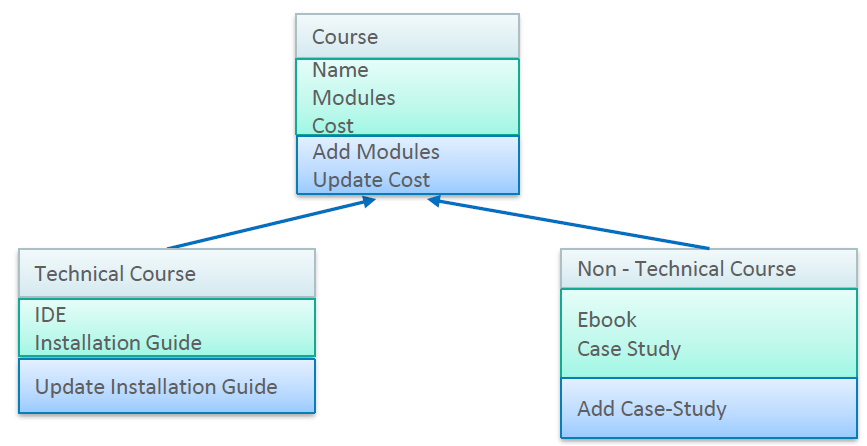 Course
Name
Modules
Cost
Add Modules
Update Cost
Technical Course
IDE
Installation Guide
Update Installation Guide
Non - Technical Course
Ebook
Case Study
Add Case-Study